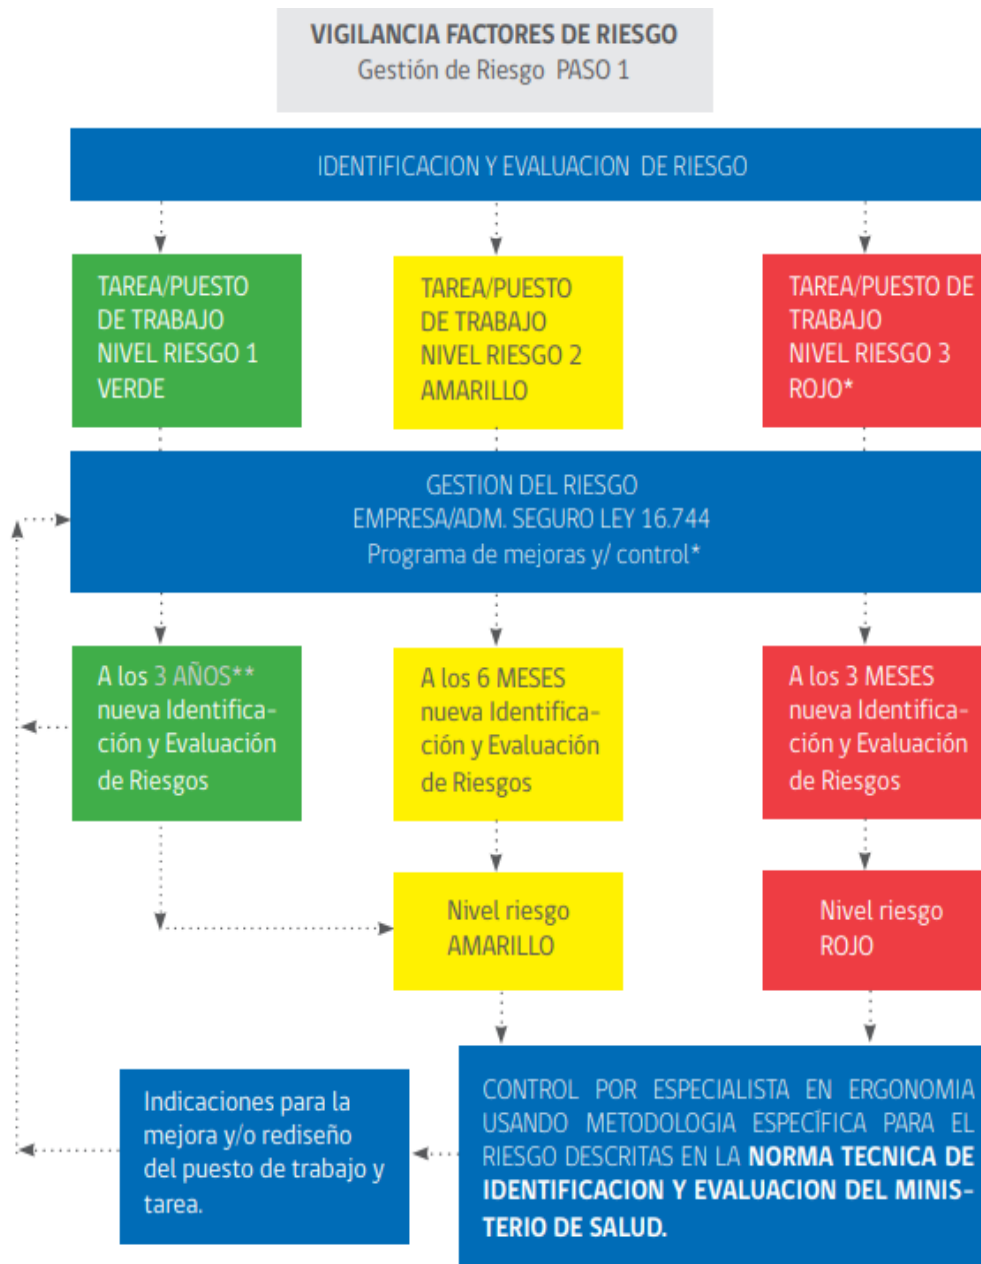 VIGILANCIA FACTORES DE RIESGO
Gestión de Riesgo PASO 1
IDENTIFICACION Y EVALUACION DE RIESGO
TAREA/PUESTO
DE TRABAJO
NIVEL RIESGO 1
VERDE
TAREA/PUESTO
DE TRABAJO
NIVEL RIESGO 2
AMARILLO
TAREA/PUESTO DE
TRABAJO
NIVEL RIESGO 3
ROJO*
GESTION DEL RIESGO
EMPRESA/ADM. SEGURO LEY 16.744
Programa de mejoras y/ control*
A los 3 AÑOS**
nueva Identifica-
ción y Evaluación
de Riesgos
A los 6 MESES
nueva Identifica-
ción y Evaluación
de Riesgos
A los 3 MESES
nueva Identifica-
ción y Evaluación
de Riesgos
Nivel riesgo
AMARILLO
Nivel riesgo
ROJO
Indicaciones para la
mejora y/o rediseño
del puesto de trabajo y
tarea.
CONTROL POR ESPECIALISTA EN ERGONOMIA
USANDO METODOLOGIA ESPECÍFICA PARA EL
RIESGO DESCRITAS EN LA NORMA TECNICA DE
IDENTIFICACION Y EVALUACION DEL MINIS-
TERIO DE SALUD.